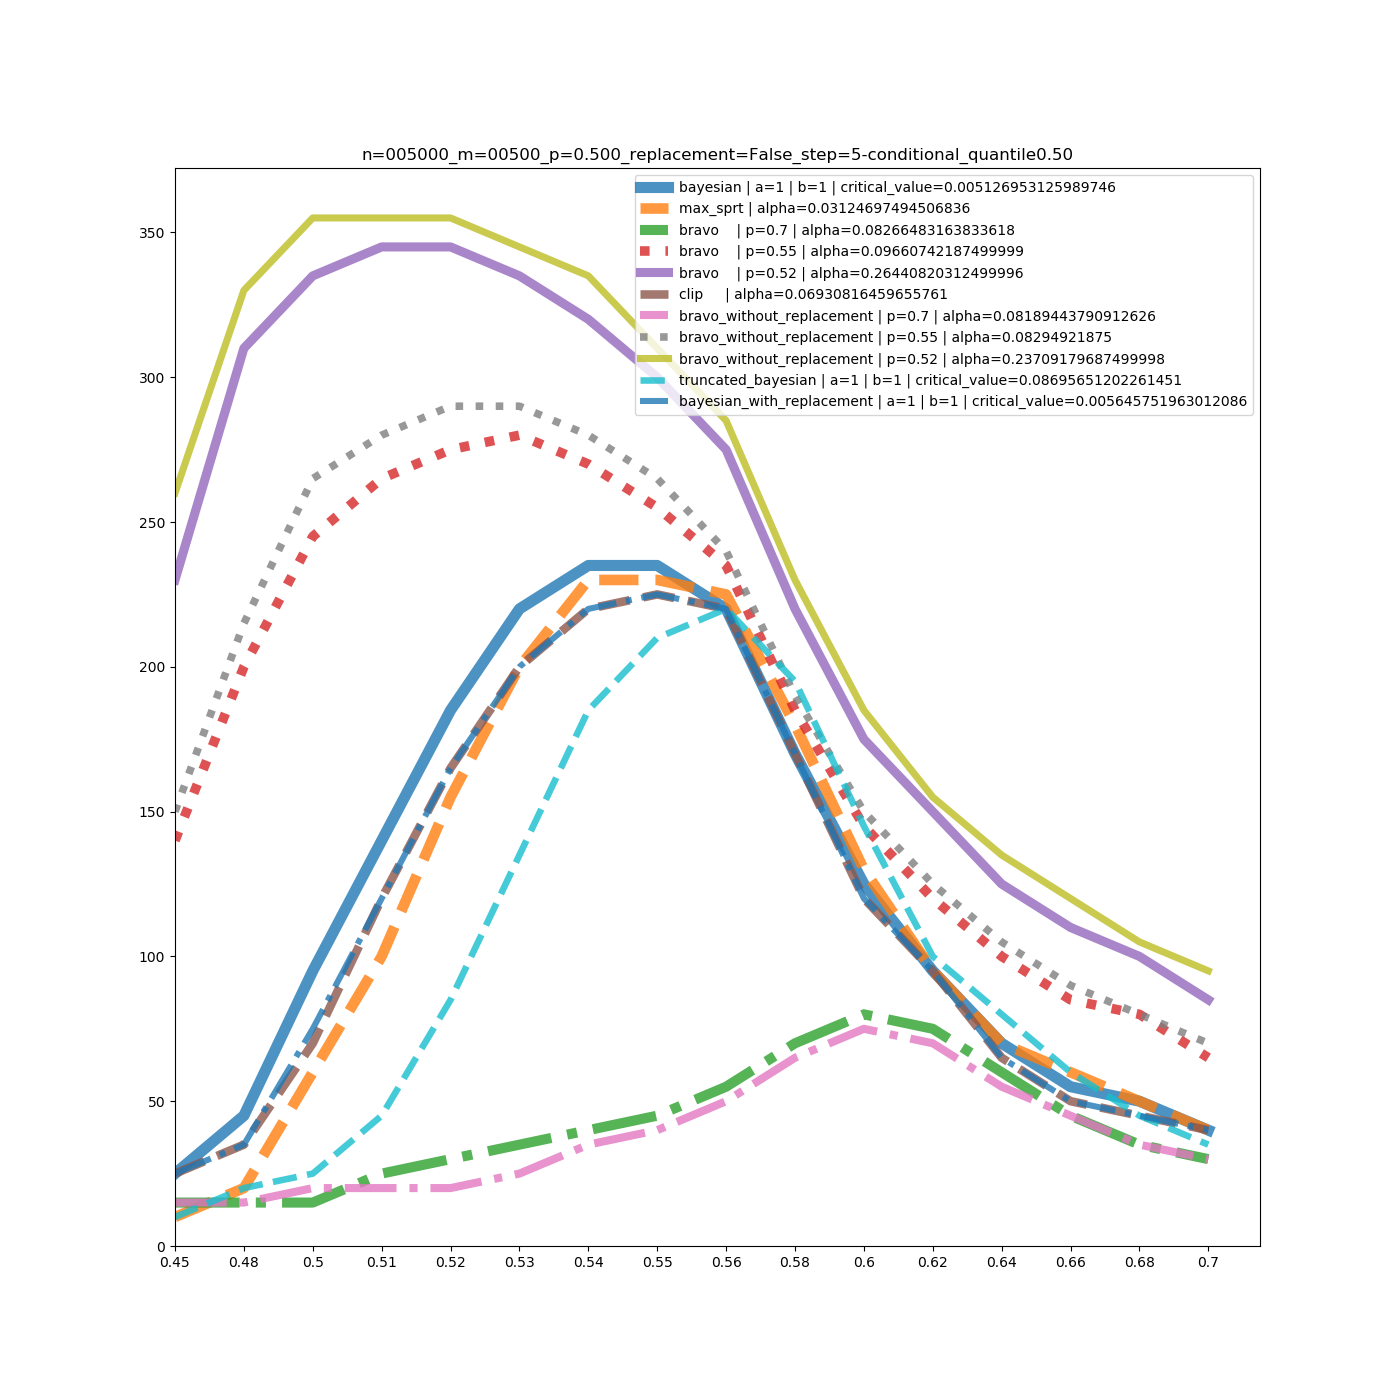 n=005000_m=00500_p=0.500_replacement=False_step=5-conditional_quantile0.50
bayesian | a=1 | b=1 | critical_value=0.005126953125989746
max_sprt | alpha=0.03124697494506836
bravo    | p=0.7 | alpha=0.08266483163833618
bravo    | p=0.55 | alpha=0.09660742187499999
bravo    | p=0.52 | alpha=0.26440820312499996
clip     | alpha=0.06930816459655761
bravo_without_replacement | p=0.7 | alpha=0.08189443790912626
bravo_without_replacement | p=0.55 | alpha=0.08294921875
bravo_without_replacement | p=0.52 | alpha=0.23709179687499998
truncated_bayesian | a=1 | b=1 | critical_value=0.08695651202261451
bayesian_with_replacement | a=1 | b=1 | critical_value=0.005645751963012086
350
300
250
200
150
100
50
0
0.45 0.48 0.5 0.51 0.52 0.53 0.54 0.55 0.56 0.58 0.6 0.62 0.64 0.66 0.68 0.7